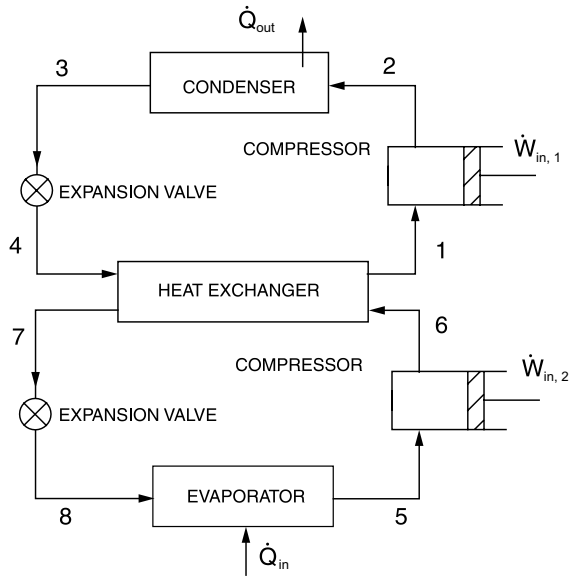 Q̇out
3
2
CONDENSER
COMPRESSOR
Ẇin, 1
EXPANSION VALVE
4
1
HEAT EXCHANGER
7
6
COMPRESSOR
Ẇin, 2
EXPANSION VALVE
EVAPORATOR
8
5
Q̇in